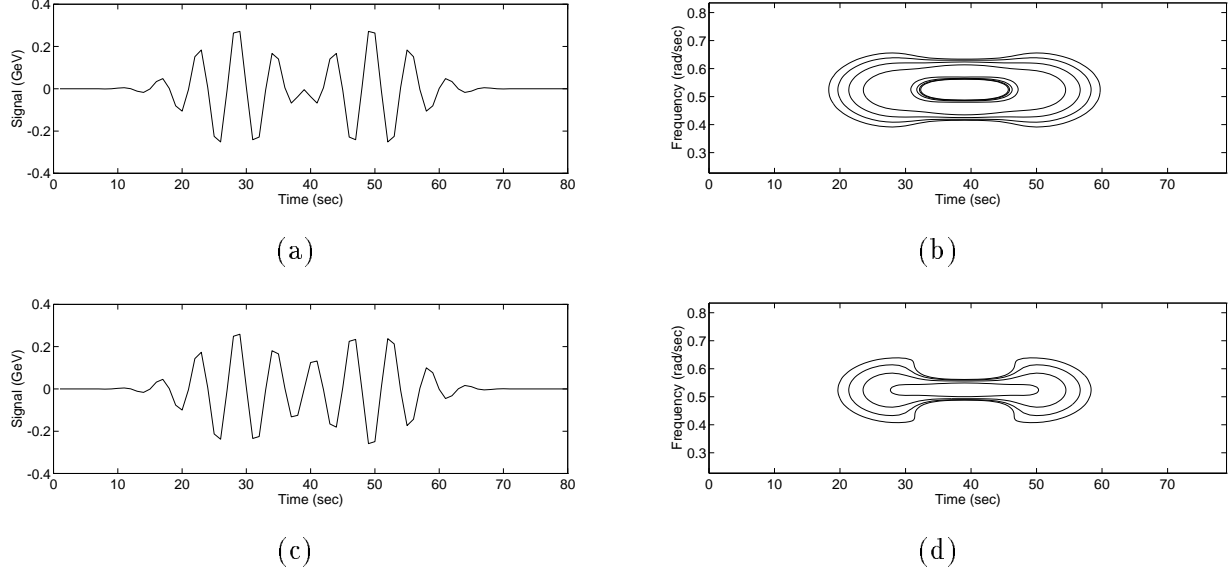 0.4
0.2
0
-0.2
-0.4
Signal (GeV)
0 10 20 30 40 50 60 70 80
Time (sec)
(a)
0.8
0.7
0.6
0.5
0.4
0.3
Frequency (rad/sec)
0 10 20 30 40 50 60 70
Time (sec)
(b)
0.4
0.2
0
-0.2
-0.4
Signal (GeV)
0 10 20 30 40 50 60 70 80
Time (sec)
(c)
0.8
0.7
0.6
0.5
0.4
0.3
Frequency (rad/sec)
0 10 20 30 40 50 60 70
Time (sec)
(d)